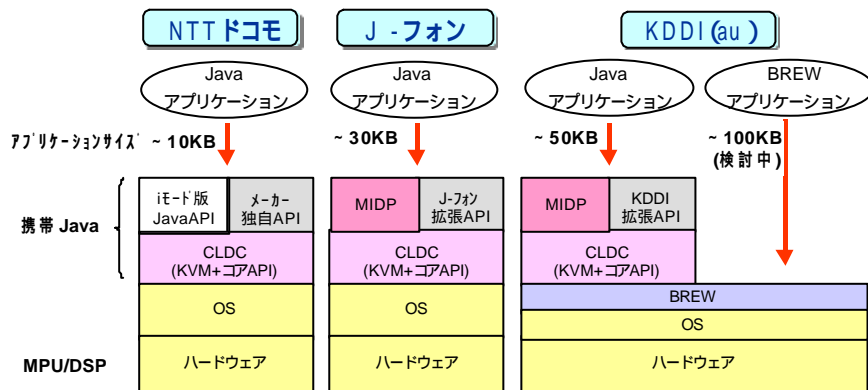 NTTドコモ
J-フォン
KDDI(au)
Java
アプリケーション
Java
アプリケーション
Java
アプリケーション
BREW
アプリケーション
ｱﾌﾟﾘｹｰｼｮﾝｻｲｽﾞ
~ 10KB
~ 30KB
~ 50KB
~ 100KB
(検討中)
携帯 Java
iﾓｰﾄﾞ版
JavaAPI
ﾒｰｶｰ
独自API
MIDP
J-ﾌｫﾝ
拡張API
MIDP
KDDI
拡張API
CLDC
(KVM+コアAPI)
CLDC
(KVM+コアAPI)
CLDC
(KVM+コアAPI)
BREW
OS
OS
OS
MPU/DSP
ハードウェア
ハードウェア
ハードウェア